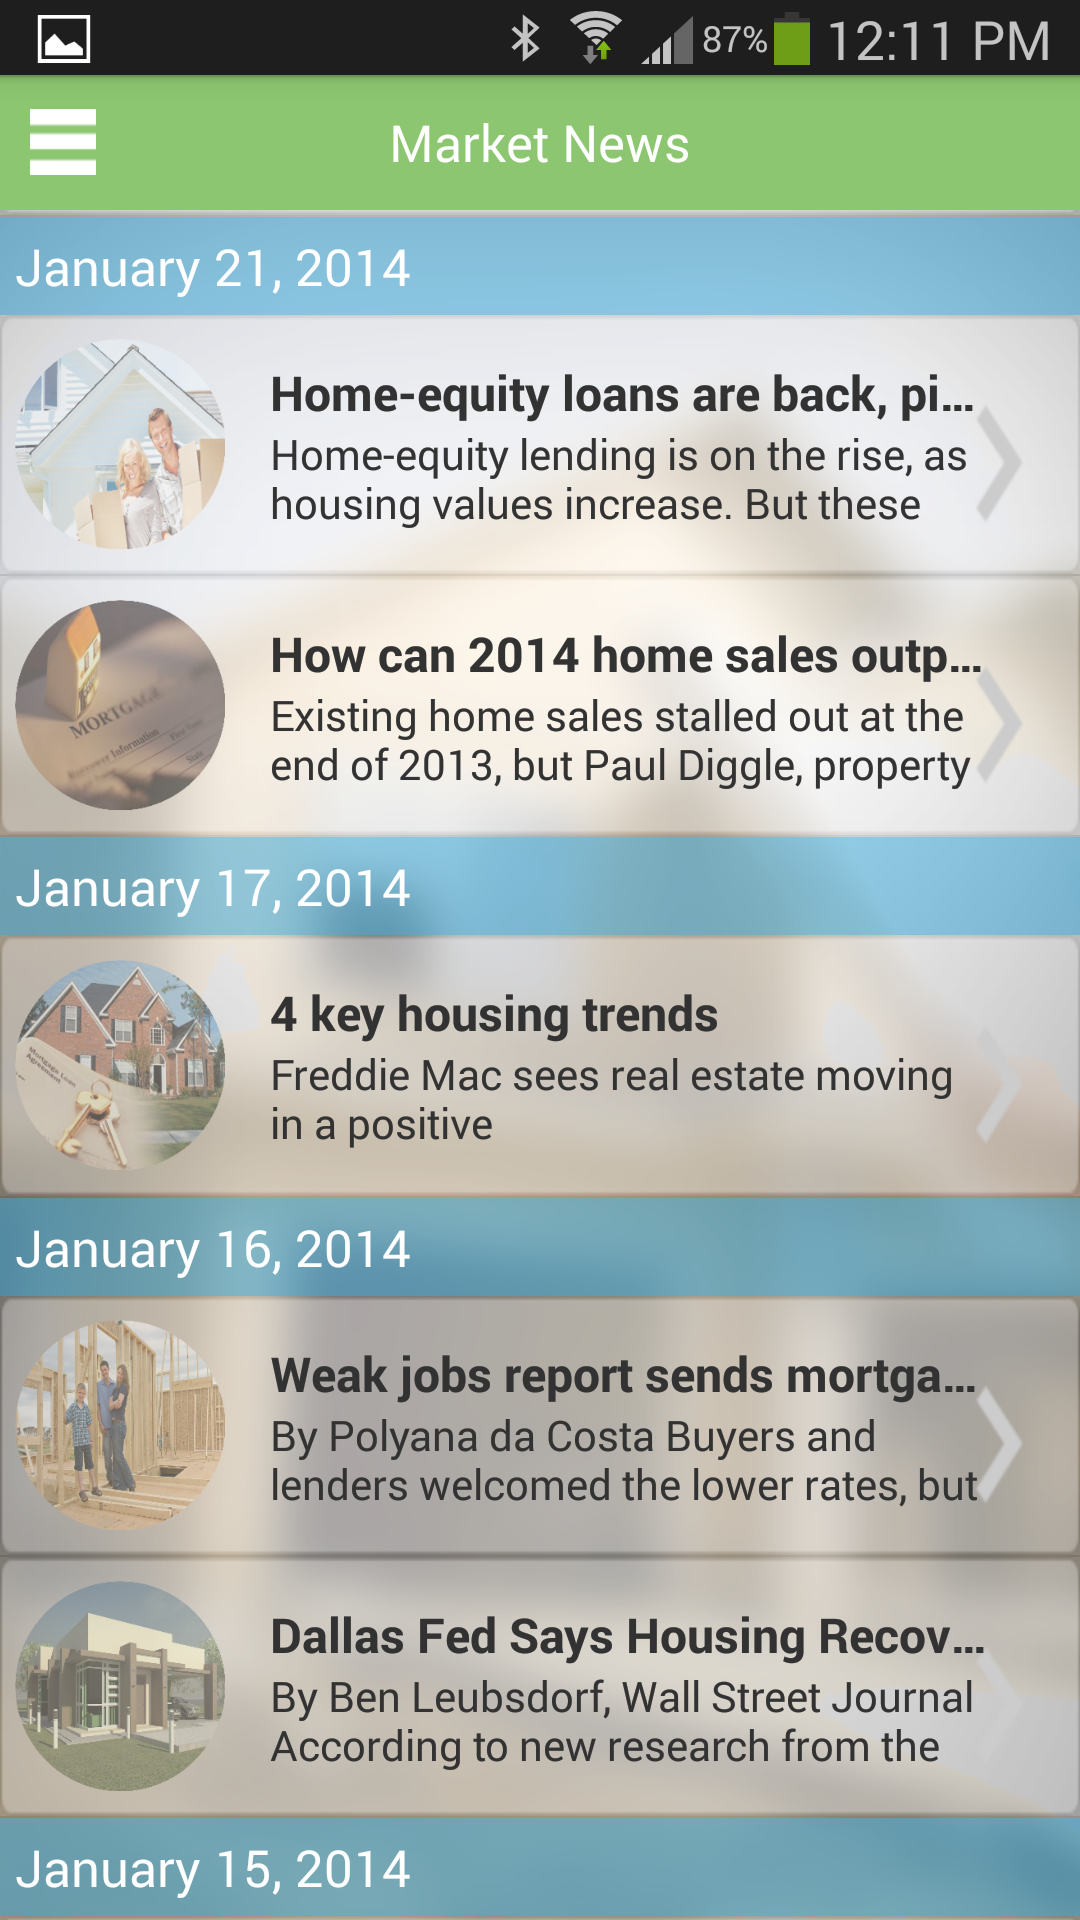 87% 12:11 PM
Market News
January 21, 2014
Home-equity loans are back, pi...
Home-equity lending is on the rise, as
housing values increase. But these
MORTGAGE
Borrower Information
How can 2014 home sales outp...
Existing home sales stalled out at the
end of 2013, but Paul Diggle, property
January 17, 2014
Mortgage Loan
Agreement
4 key housing trends
Freddie Mac sees real estate moving
in a positive
January 16, 2014
Weak jobs report sends mortga...
By Polyana da Costa Buyers and
lenders welcomed the lower rates, but
Dallas Fed Says Housing Recov...
By Ben Leubsdorf, Wall Street Journal
According to new research from the
January 15, 2014